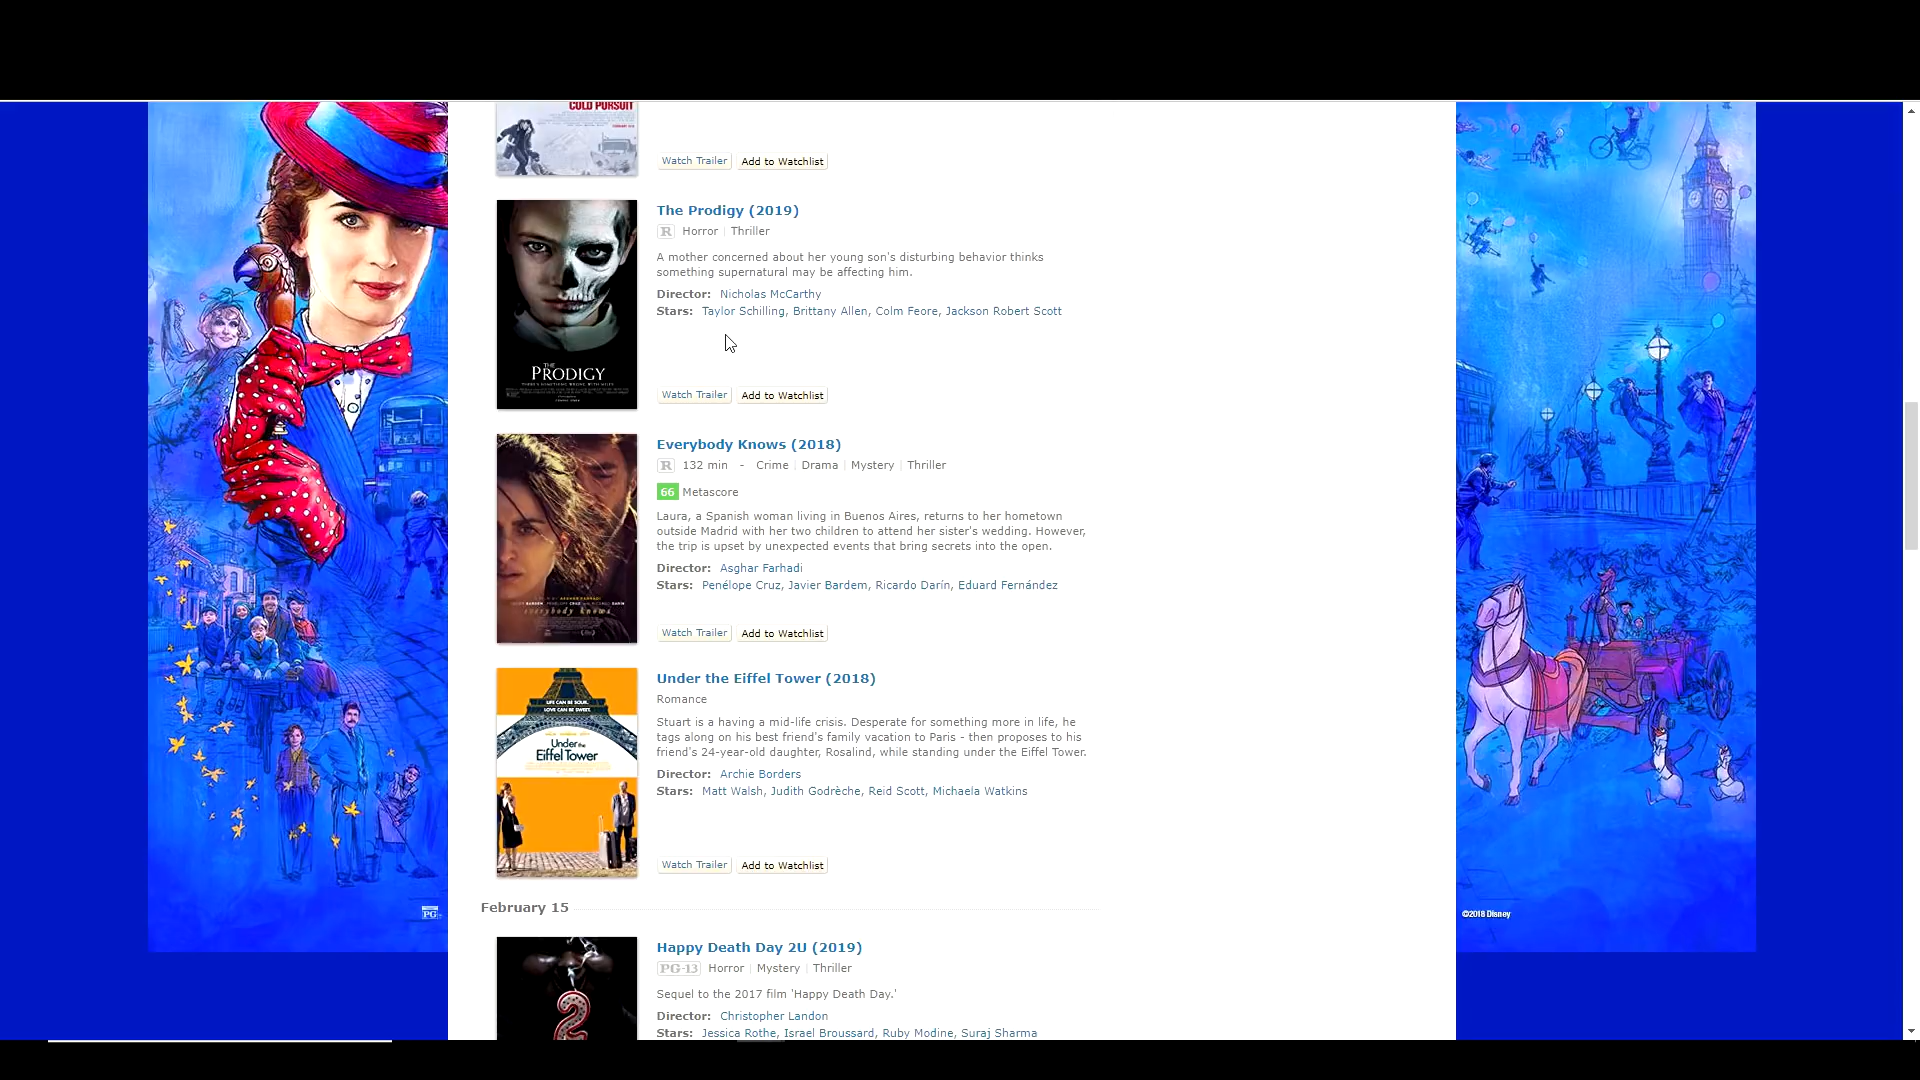 COLD PURSUIT
Watch Trailer Add to Watchlist
The Prodigy (2019)
R Horror | Thriller
A mother concerned about her young son's disturbing behavior thinks
something supernatural may be affecting him.
Director: Nicholas McCarthy
Stars: Taylor Schilling, Brittany Allen, Colm Feore, Jackson Robert Scott
THE
PRODIGY
Watch Trailer Add to Watchlist
Everybody Knows (2018)
R 132 min - Crime | Drama | Mystery | Thriller
66 Metascore
Laura, a Spanish woman living in Buenos Aires, returns to her hometown
outside Madrid with her two children to attend her sister's wedding. However,
the trip is upset by unexpected events that bring secrets into the open.
Director: Asghar Farhadi
Stars: Penélope Cruz, Javier Bardem, Ricardo Darín, Eduard Fernández
everybody knows
Watch Trailer Add to Watchlist
Under the Eiffel Tower (2018)
Romance
LIFE CAN BE SOUR.
LOVE CAN BE SWEET.
Under the
Eiffel Tower
Stuart is a having a mid-life crisis. Desperate for something more in life, he
tags along on his best friend's family vacation to Paris - then proposes to his
friend's 24-year-old daughter, Rosalind, while standing under the Eiffel Tower.
Director: Archie Borders
Stars: Matt Walsh, Judith Godrèche, Reid Scott, Michaela Watkins
Watch Trailer Add to Watchlist
February 15
Happy Death Day 2U (2019)
PG-13 Horror | Mystery | Thriller
Sequel to the 2017 film 'Happy Death Day.'
Director: Christopher Landon
Stars: Jessica Rothe, Israel Broussard, Ruby Modine, Suraj Sharma
2
PG
©2018 Disney